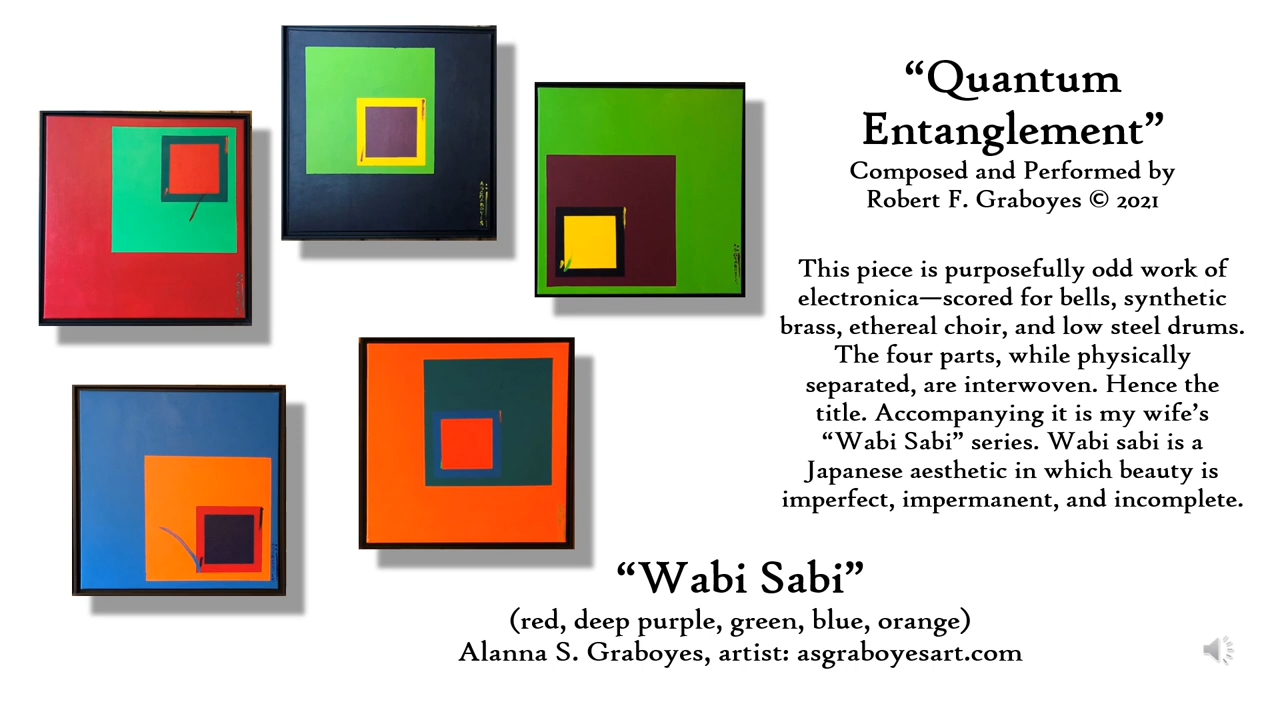 “Quantum
Entanglement”
Composed and Performed by
Robert F. Graboyes © 2021
This piece is purposefully odd work of
electronica—scored for bells, synthetic
brass, ethereal choir, and low steel drums.
The four parts, while physically
separated, are interwoven. Hence the
title. Accompanying it is my wife’s
“Wabi Sabi” series. Wabi sabi is a
Japanese aesthetic in which beauty is
imperfect, impermanent, and incomplete.
“Wabi Sabi”
(red, deep purple, green, blue, orange)
Alanna S. Graboyes, artist: asgraboyesart.com